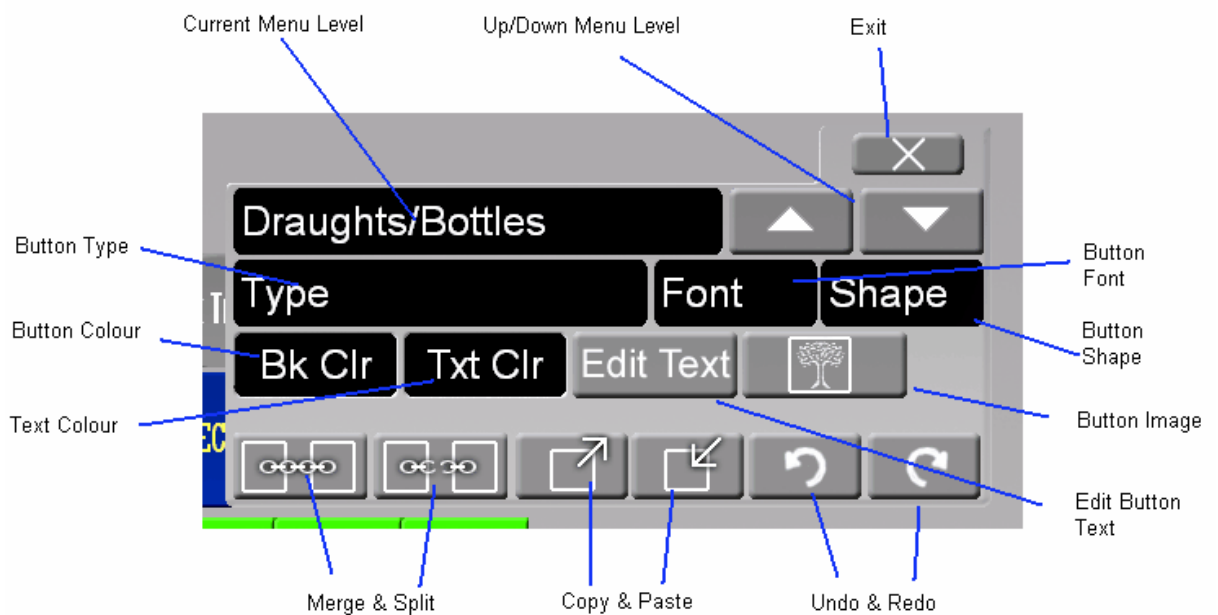 Current Menu Level
Up/Down Menu Level
Exit
Draughts/Bottles
Button Type
Button
Font
Type
Font
Shape
Button Colour
Button
Shape
Bk Clr
Txt Clr
Edit Text
Text Colour
Button Image
EC
Edit Button
Text
Merge & Split
Copy & Paste
Undo & Redo